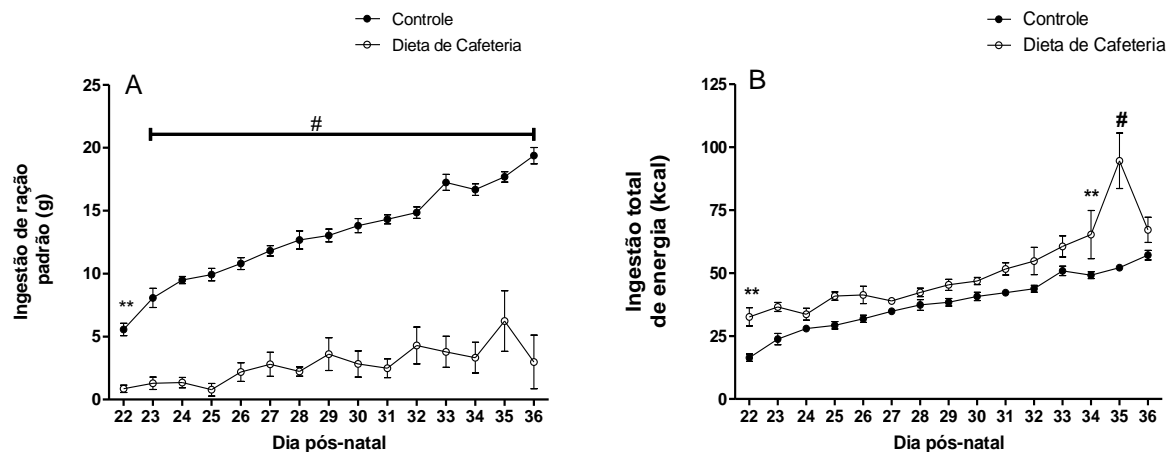 Controle
Dieta de Cafeteria
A
25
20
15
10
5
0
#
**
22 23 24 25 26 27 28 29 30 31 32 33 34 35 36
Ingestão de ração
padrão (g)
Dia pós-natal
Controle
Dieta de Cafeteria
B
125
100
75
50
25
0
#
**
**
22 23 24 25 26 27 28 29 30 31 32 33 34 35 36
Ingestão total
de energia (kcal)
Dia pós-natal